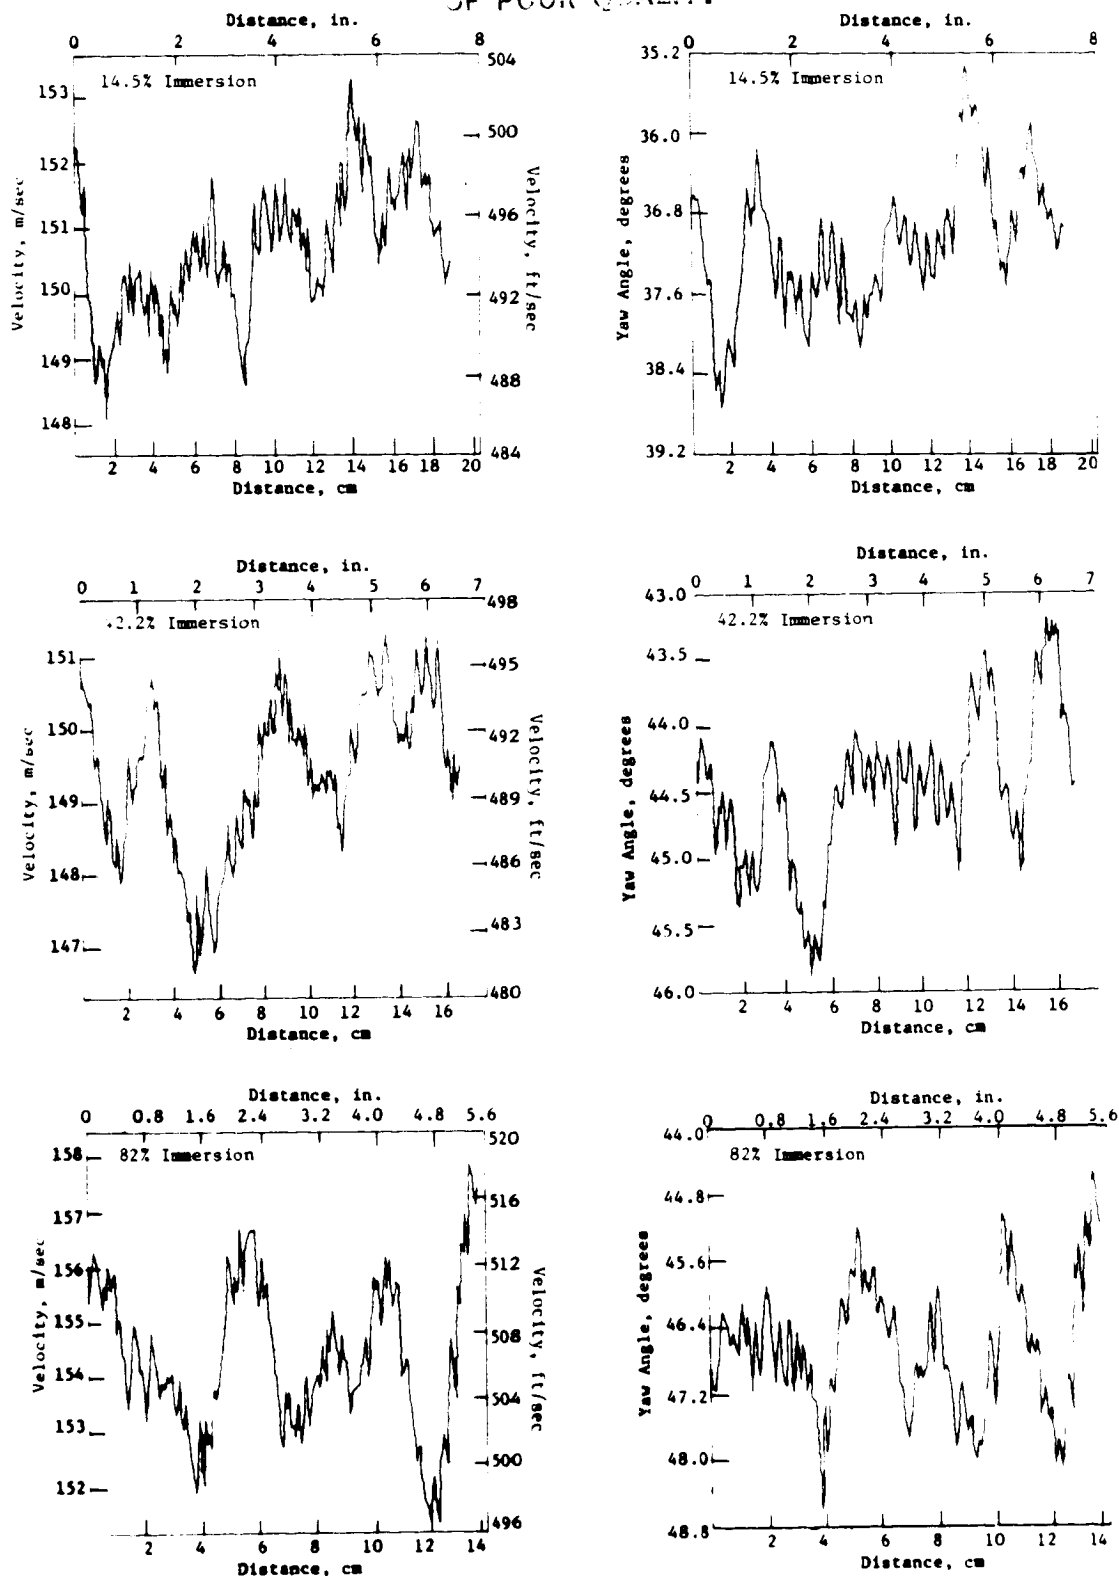 OF POOR
Distance, in.
0 2 4 6 8
14.5% Immersion
504
500
496
492
488
484
Velocity, ft/sec
153
152
151
150
149
148
Velocity, m/sec
2 4 6 8 10 12 14 16 18 20
Distance, cm
Distance, in.
0 2 4 6 8
14.5% Immersion
35.2
36.0
36.8
37.6
38.4
39.2
Yaw Angle, degrees
2 4 6 8 10 12 14 16 18 20
Distance, cm
Distance, in.
0 1 2 3 4 5 6 7
2.2% Immersion
498
495
492
489
486
483
480
Velocity, ft/sec
151
150
149
148
147
Velocity, m/sec
2 4 6 8 10 12 14 16
Distance, cm
Distance, in.
0 1 2 3 4 5 6 7
42.2% Immersion
43.0
43.5
44.0
44.5
45.0
45.5
46.0
Yaw Angle, degrees
2 4 6 8 10 12 14 16
Distance, cm
Distance, in.
0 0.8 1.6 2.4 3.2 4.0 4.8 5.6
82% Immersion
520
516
512
508
504
500
496
Velocity, ft/sec
158
157
156
155
154
153
152
Velocity, m/sec
2 4 6 8 10 12 14
Distance, cm
Distance, in.
0 0.8 1.6 2.4 3.2 4.0 4.8 5.6
82% Immersion
44.0
44.8
45.6
46.4
47.2
48.0
48.8
Yaw Angle, degrees
2 4 6 8 10 12 14
Distance, cm